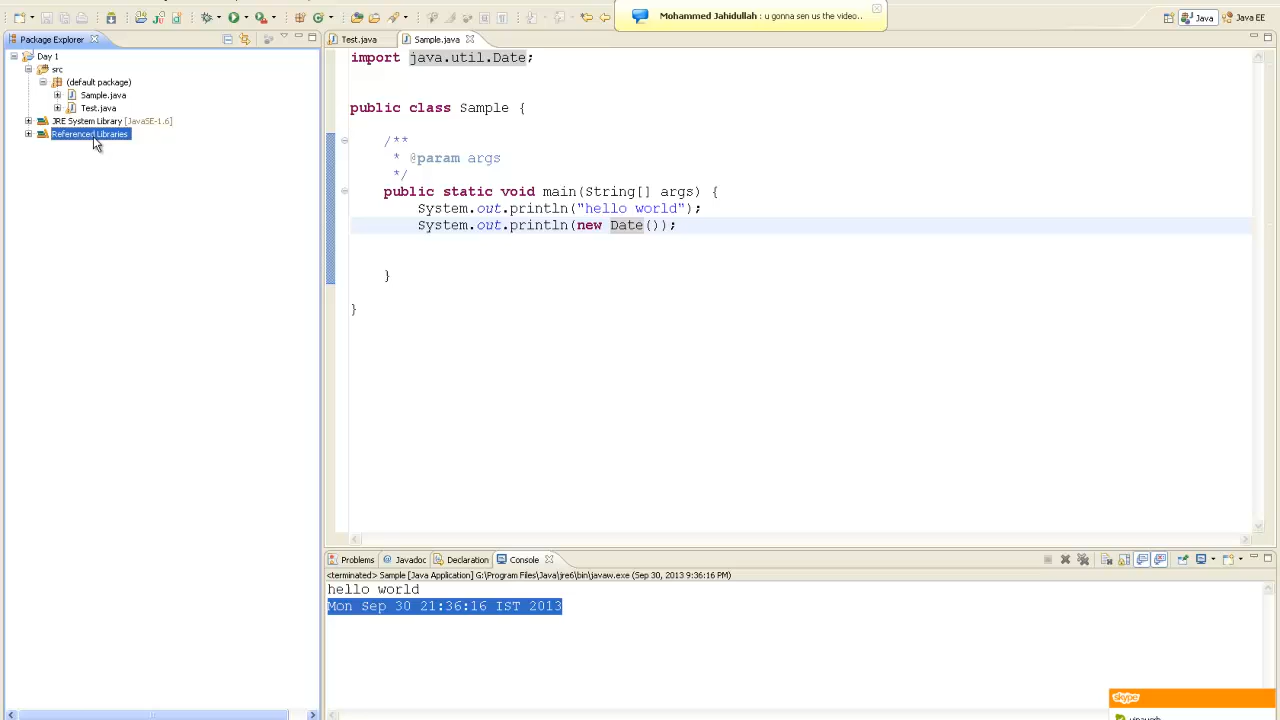 Mohammed Jahidullah : u gonna sen us the video..
Java
Java EE
Package Explorer
Test.java
Sample.java
Day 1
src
(default package)
Sample.java
Test.java
JRE System Library [JavaSE-1.6]
Referenced Libraries
import java.util.Date;
public class Sample {
/**
* @param args
*/
public static void main(String[] args) {
System.out.println("hello world");
System.out.println(new Date());
}
}
Problems
@ Javadoc
Declaration
Console
<terminated> Sample [Java Application] G:\Program Files\Java\jre6\bin\javaw.exe (Sep 30, 2013 9:36:16 PM)
hello world
Mon Sep 30 21:36:16 IST 2013
skype